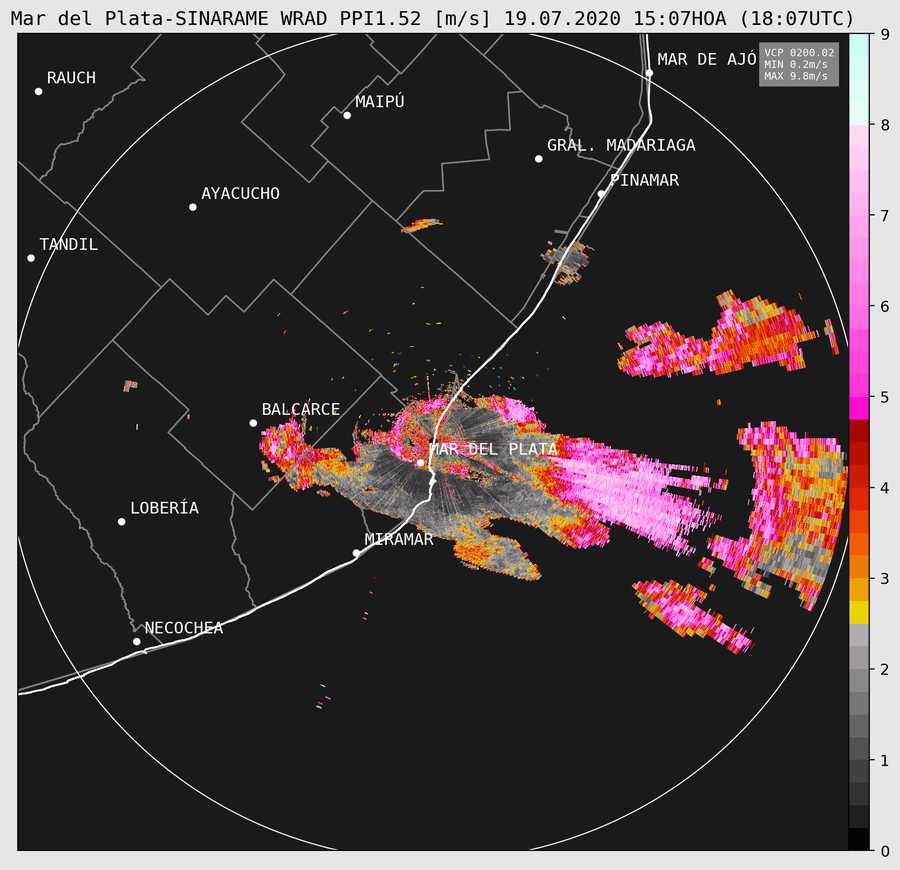 Mar del Plata-SINARAME WRAD PPI1.52 [m/s] 19.07.2020 15:07HOA (18:07UTC)
VCP 0200.02
MIN 0.2m/s
MAX 9.8m/s
MAR DE AJÓ
RAUCH
MAIPÚ
GRAL. MADARIAGA
PINAMAR
AYACUCHO
TANDIL
BALCARCE
MAR DEL PLATA
LOBERÍA
MIRAMAR
NECOCHEA
9
8
7
6
5
4
3
2
1
0